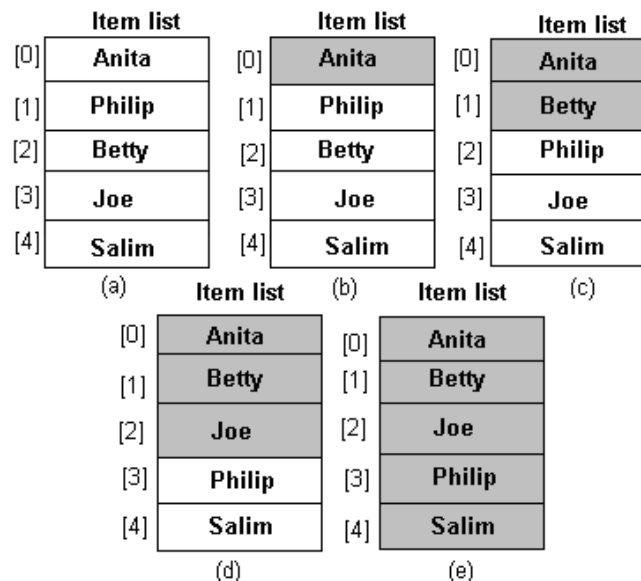 Item list
[0] Anita
[1] Philip
[2] Betty
[3] Joe
[4] Salim
(a)
Item list
[0] Anita
[1] Philip
[2] Betty
[3] Joe
[4] Salim
(b)
Item list
[0] Anita
[1] Betty
[2] Philip
[3] Joe
[4] Salim
(c)
Item list
[0] Anita
[1] Betty
[2] Joe
[3] Philip
[4] Salim
(d)
Item list
[0] Anita
[1] Betty
[2] Joe
[3] Philip
[4] Salim
(e)